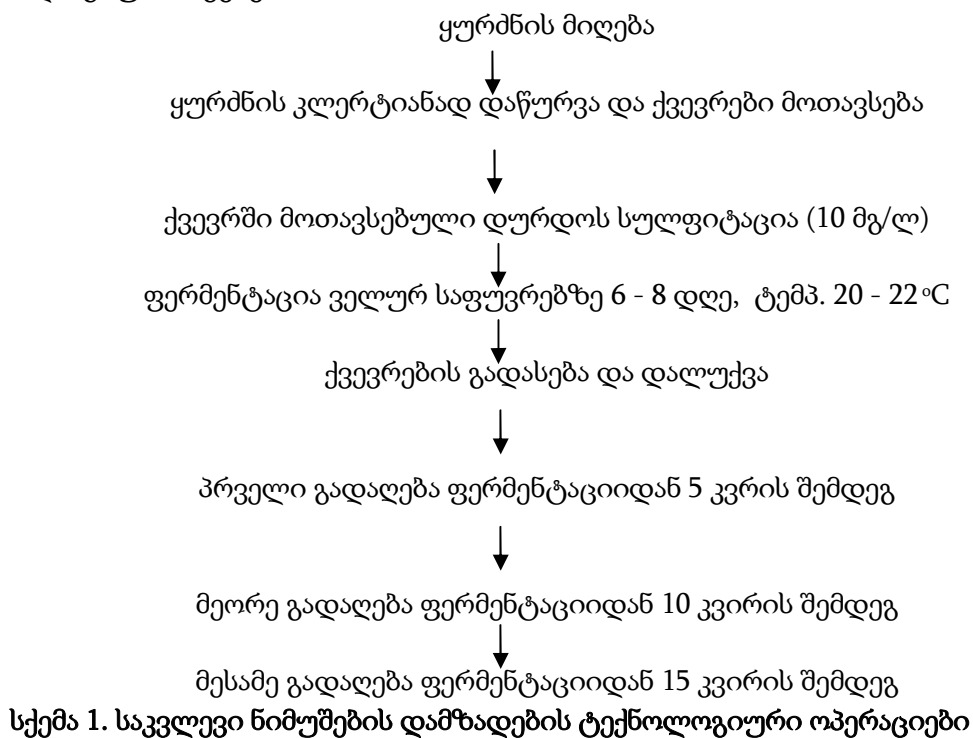 ყურძნის მიღება
ყურძნის კლერტიანად დაწურვა და ქვევრები მოთავსება
ქვევრში მოთავსებული დურდოს სულფიტაცია (10 მგ/ლ)
ფერმენტაცია ველურ საფუვრებზე 6 - 8 დღე, ტემპ. 20 - 22 °C
ქვევრების გადასება და დალუქვა
პრველი გადაღება ფერმენტაციიდან 5 კვრის შემდეგ
მეორე გადაღება ფერმენტაციიდან 10 კვირის შემდეგ
მესამე გადაღება ფერმენტაციიდან 15 კვირის შემდეგ
სქემა 1. საკვლევი ნიმუშების დამზადების ტექნოლოგიური ოპერაციები